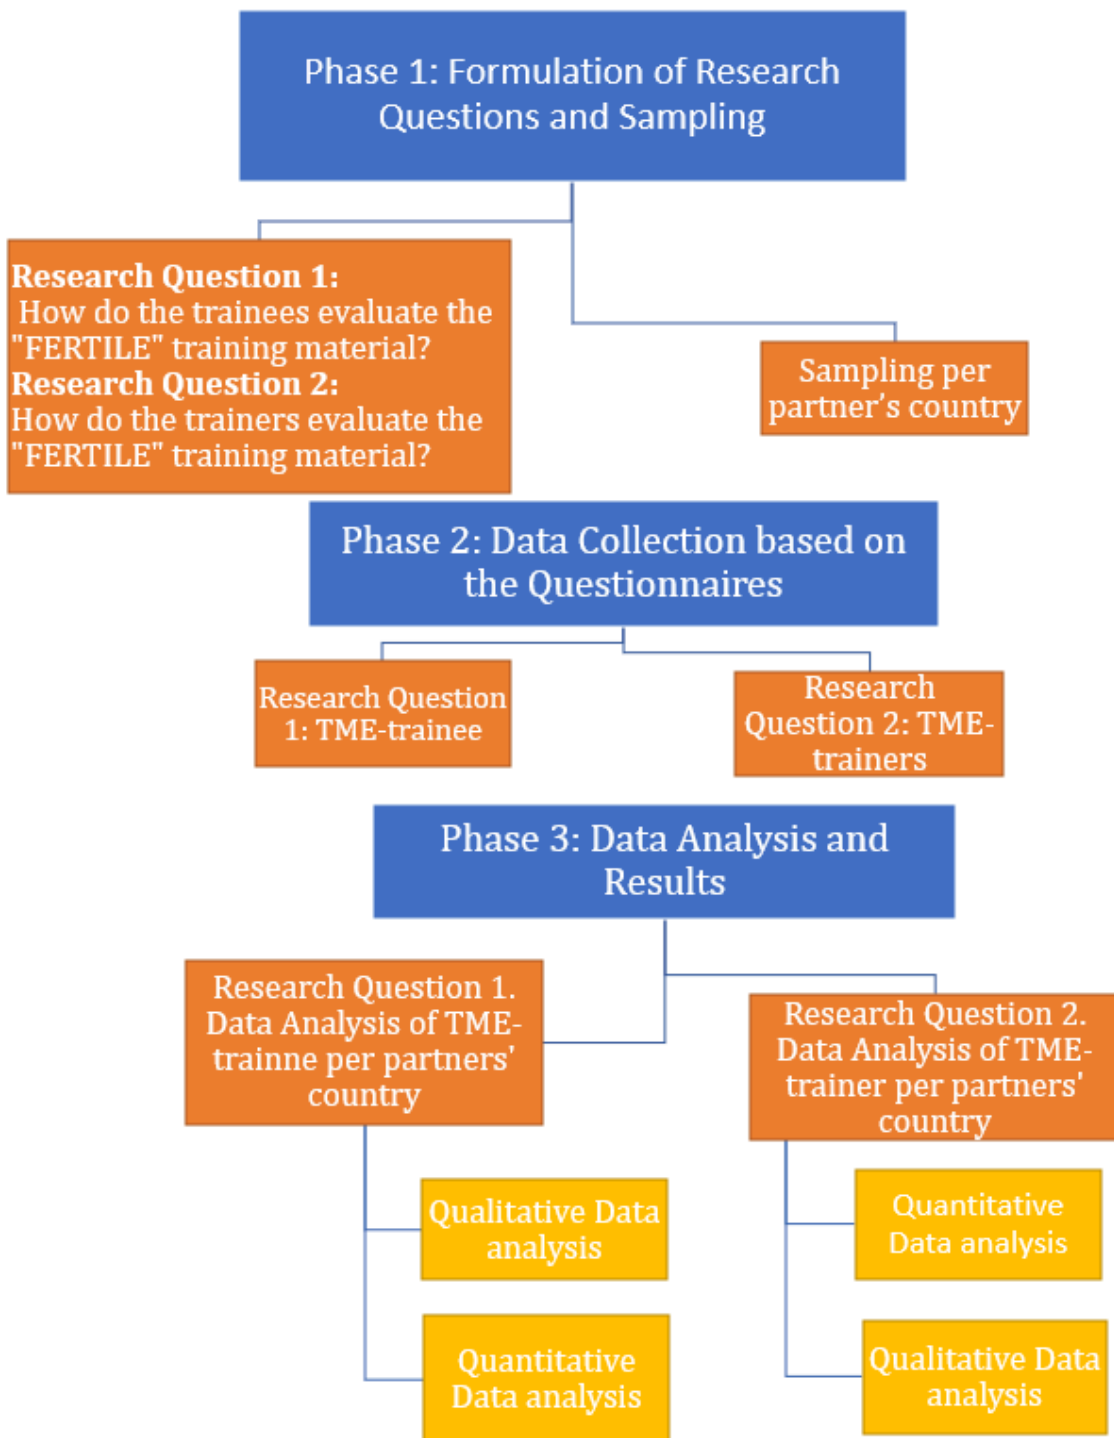 Phase 1: Formulation of Research
Questions and Sampling
Research Question 1:
How do the trainees evaluate the
"FERTILE" training material?
Research Question 2:
How do the trainers evaluate the
"FERTILE" training material?
Sampling per
partner's country
Phase 2: Data Collection based on
the Questionnaires
Research Question
1: TME-trainee
Research
Question 2: TME-
trainers
Phase 3: Data Analysis and
Results
Research Question 1.
Data Analysis of TME-
trainne per partners'
country
Research Question 2.
Data Analysis of TME-
trainer per partners'
country
Qualitative Data
analysis
Quantitative
Data analysis
Quantitative
Data analysis
Qualitative Data
analysis